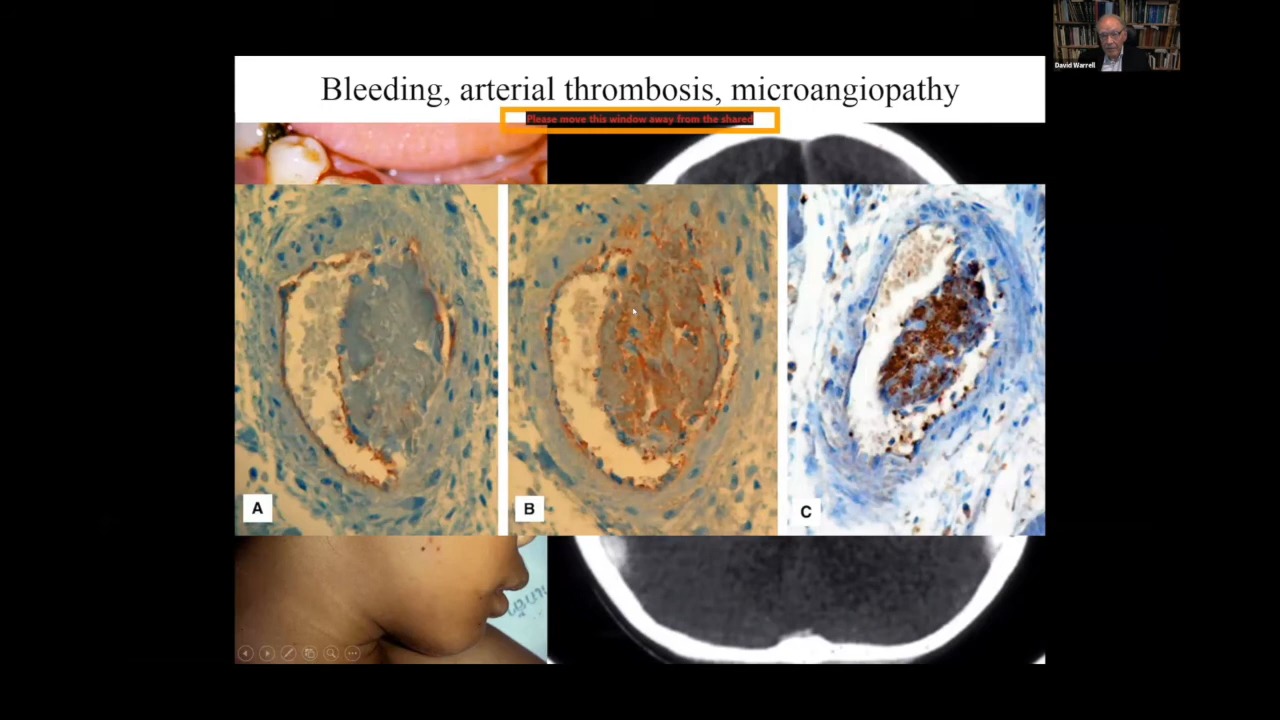 David Warrell
Bleeding, arterial thrombosis, microangiopathy
Please move this window away from the shared
A
B
C